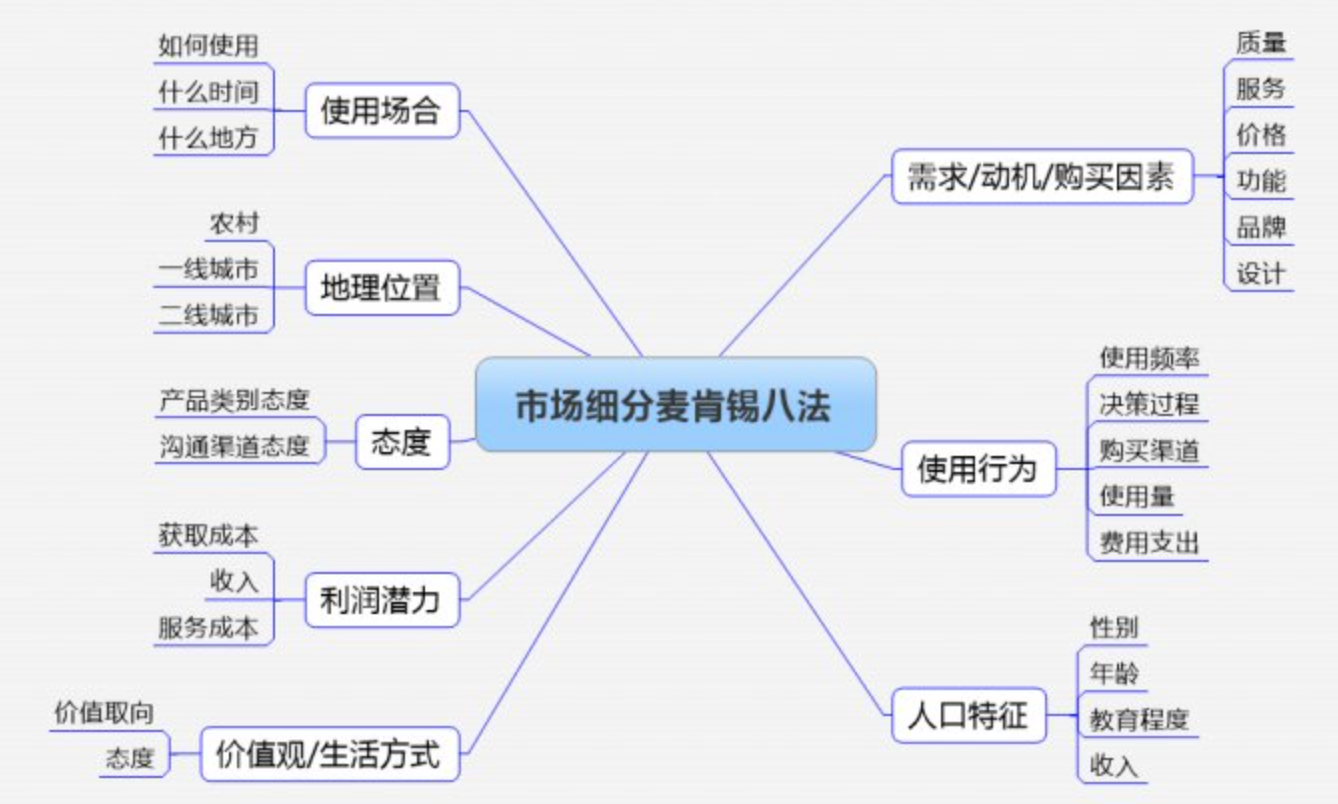 市场细分麦肯锡八法
需求/动机/购买因素
质量
服务
价格
功能
品牌
设计
使用行为
使用频率
决策过程
购买渠道
使用量
费用支出
人口特征
性别
年龄
教育程度
收入
使用场合
如何使用
什么时间
什么地方
地理位置
农村
一线城市
二线城市
态度
产品类别态度
沟通渠道态度
利润潜力
获取成本
收入
服务成本
价值观/生活方式
价值取向
态度